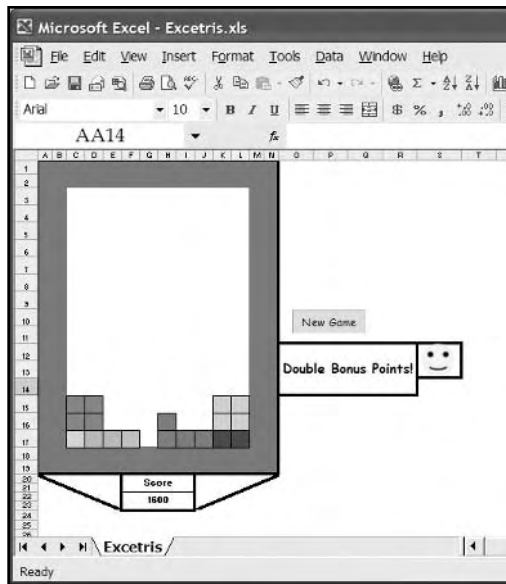 Microsoft Excel - Excetris.xls
File Edit View Insert Format Tools Data Window Help
Arial 10 B I U $ % ,
AA14 fx
A B C D E F G H I J K L M N O P Q R S T
1
2
3
4
5
6
7
8
9
10
New Game
11
12
Double Bonus Points!
13
14
15
16
17
18
19
20
Score
21
22
1600
23
24
25
26
Excetris
Ready